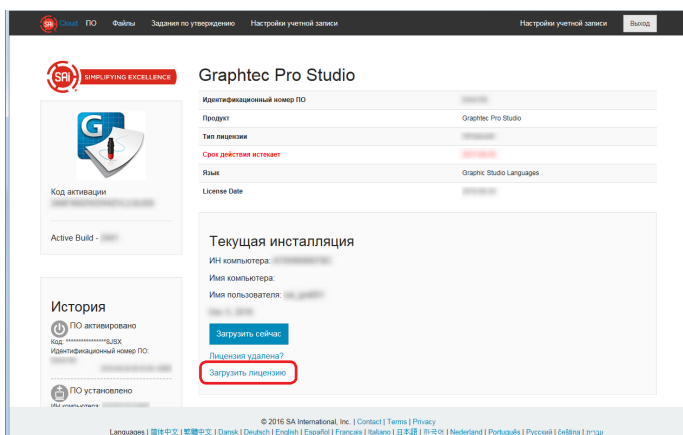 SAi Cloud ПО Файлы Задания по утверждению Настройки учетной записи Настройки учетной записи Выход
SAi SIMPLIFYING EXCELLENCE
Graphtec Pro Studio
Идентификационный номер ПО
Продукт Graphtec Pro Studio
Тип лицензии
Срок действия истекает
Язык Graphic Studio Languages
License Date
G
Код активации
Active Build -
Текущая инсталляция
ИН компьютера:
Имя компьютера:
Имя пользователя:
Загрузить сейчас
Лицензия удалена?
Загрузить лицензию
История
ПО активировано
Код: ****************SJSX
Идентификационный номер ПО:
ПО установлено
ИН компьютера:
© 2016 SA International, Inc. | Contact | Terms | Privacy
Languages | 简体中文 | 繁體中文 | Dansk | Deutsch | English | Español | Français | Italiano | 日本語 | 한국어 | Nederland | Português | Русский | čeština | עברית